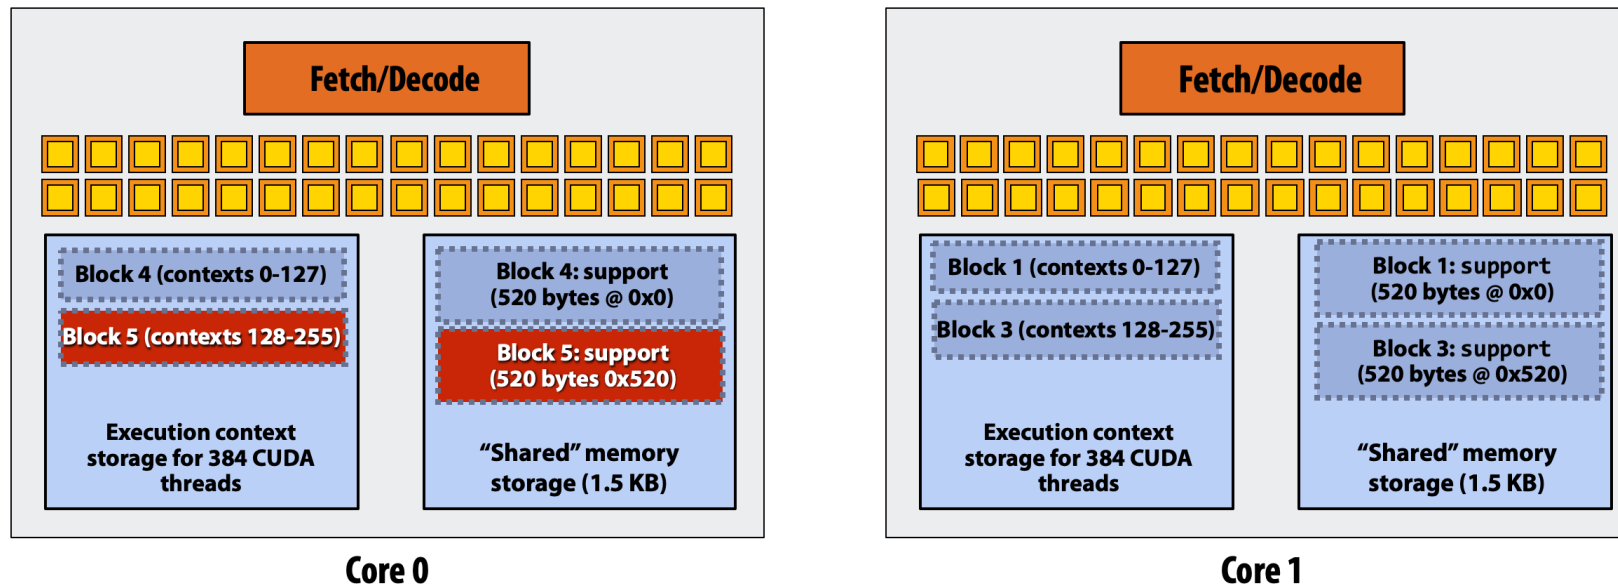 Fetch/Decode
Block 4 (contexts 0-127)
Block 5 (contexts 128-255)
Execution context
storage for 384 CUDA
threads
Block 4: support
(520 bytes @ 0x0)
Block 5: support
(520 bytes 0x520)
“Shared” memory
storage (1.5 KB)
Core 0
Fetch/Decode
Block 1 (contexts 0-127)
Block 3 (contexts 128-255)
Execution context
storage for 384 CUDA
threads
Block 1: support
(520 bytes @ 0x0)
Block 3: support
(520 bytes @ 0x520)
“Shared” memory
storage (1.5 KB)
Core 1